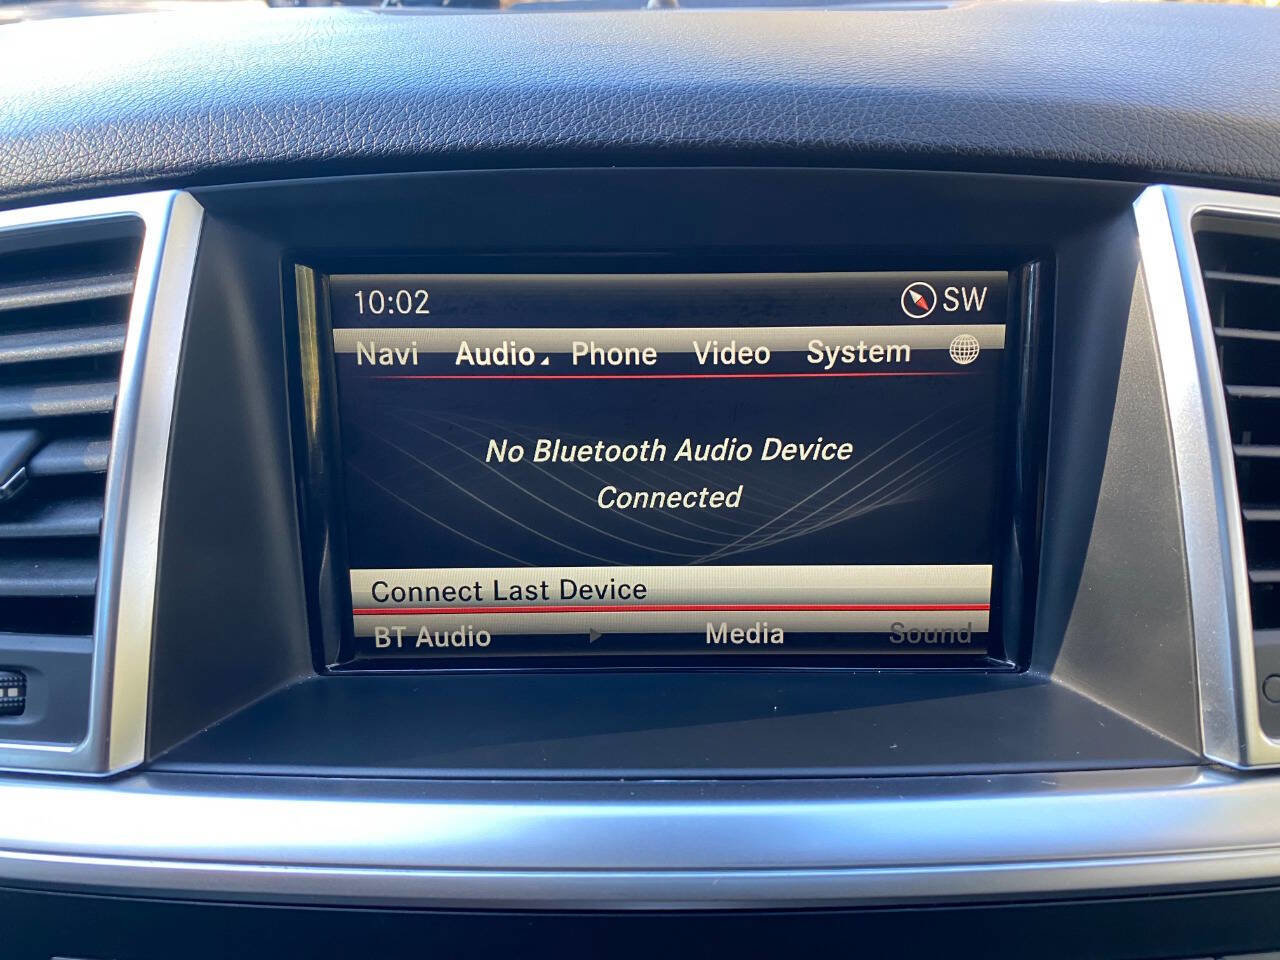 10:02 SW
Navi Audio Phone Video System
No Bluetooth Audio Device
Connected
Connect Last Device
BT Audio Media Sound